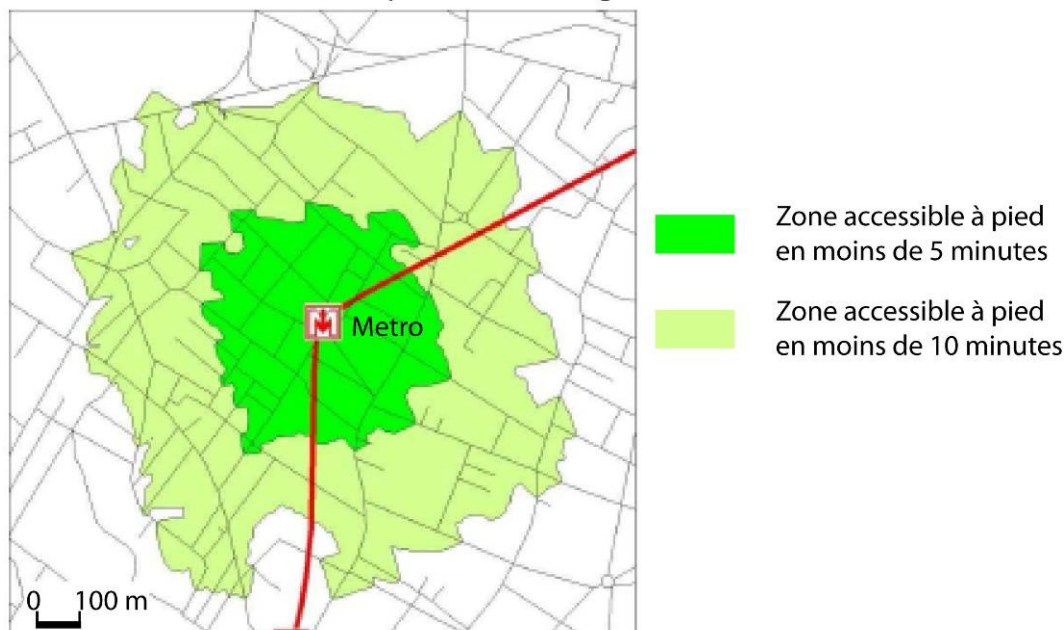 Metro
Zone accessible à pied
en moins de 5 minutes
Zone accessible à pied
en moins de 10 minutes
0 100 m